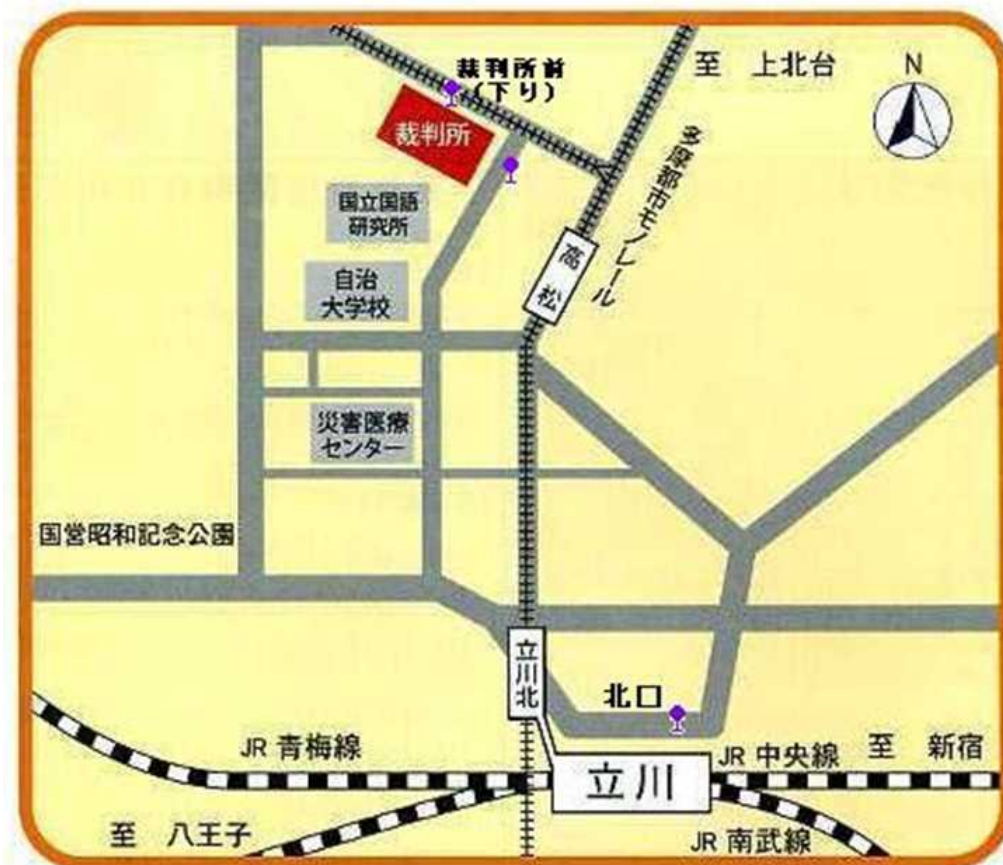 裁判所前
(下り)
至 上北台
N
裁判所
多摩都市モノレール
国立国語
研究所
高松
自治
大学校
災害医療
センター
国営昭和記念公園
立川北
北口
JR 青梅線
JR 中央線 至 新宿
立川
至 八王子
JR 南武線